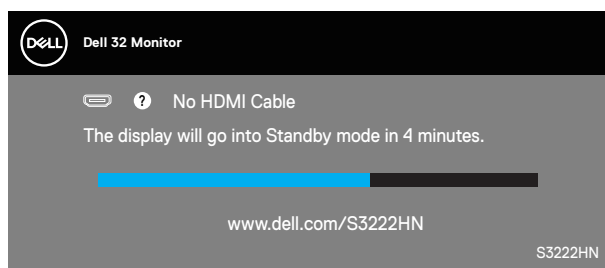 DELL
Dell 32 Monitor
? No HDMI Cable
The display will go into Standby mode in 4 minutes.
www.dell.com/S3222HN
S3222HN